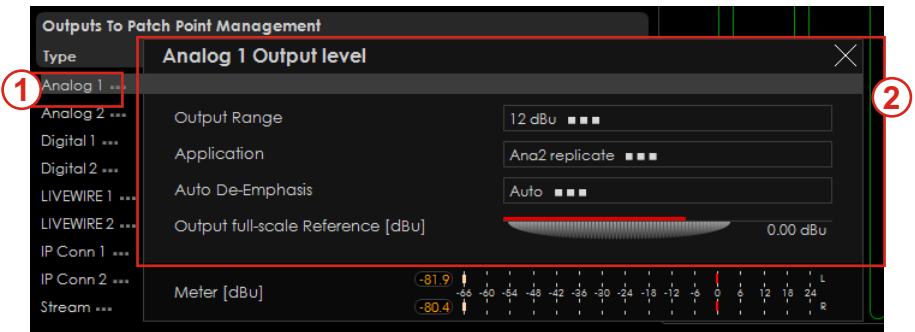 Outputs To Patch Point Management
Type
Analog 1 Output level
1
Analog 1 ...
2
Analog 2 ...
Output Range
12 dBu ■■■
Digital 1 ...
Application
Ana2 replicate ■■■
Digital 2 ...
LIVEWIRE 1 ...
Auto De-Emphasis
Auto ■■■
LIVEWIRE 2 ...
Output full-scale Reference [dBu]
0.00 dBu
IP Conn 1 ...
IP Conn 2 ...
Stream ...
Meter [dBu]
-81.9
L
-66 -60 -54 -48 -42 -36 -30 -24 -18 -12 -6 0 6 12 18 24
-80.4
R